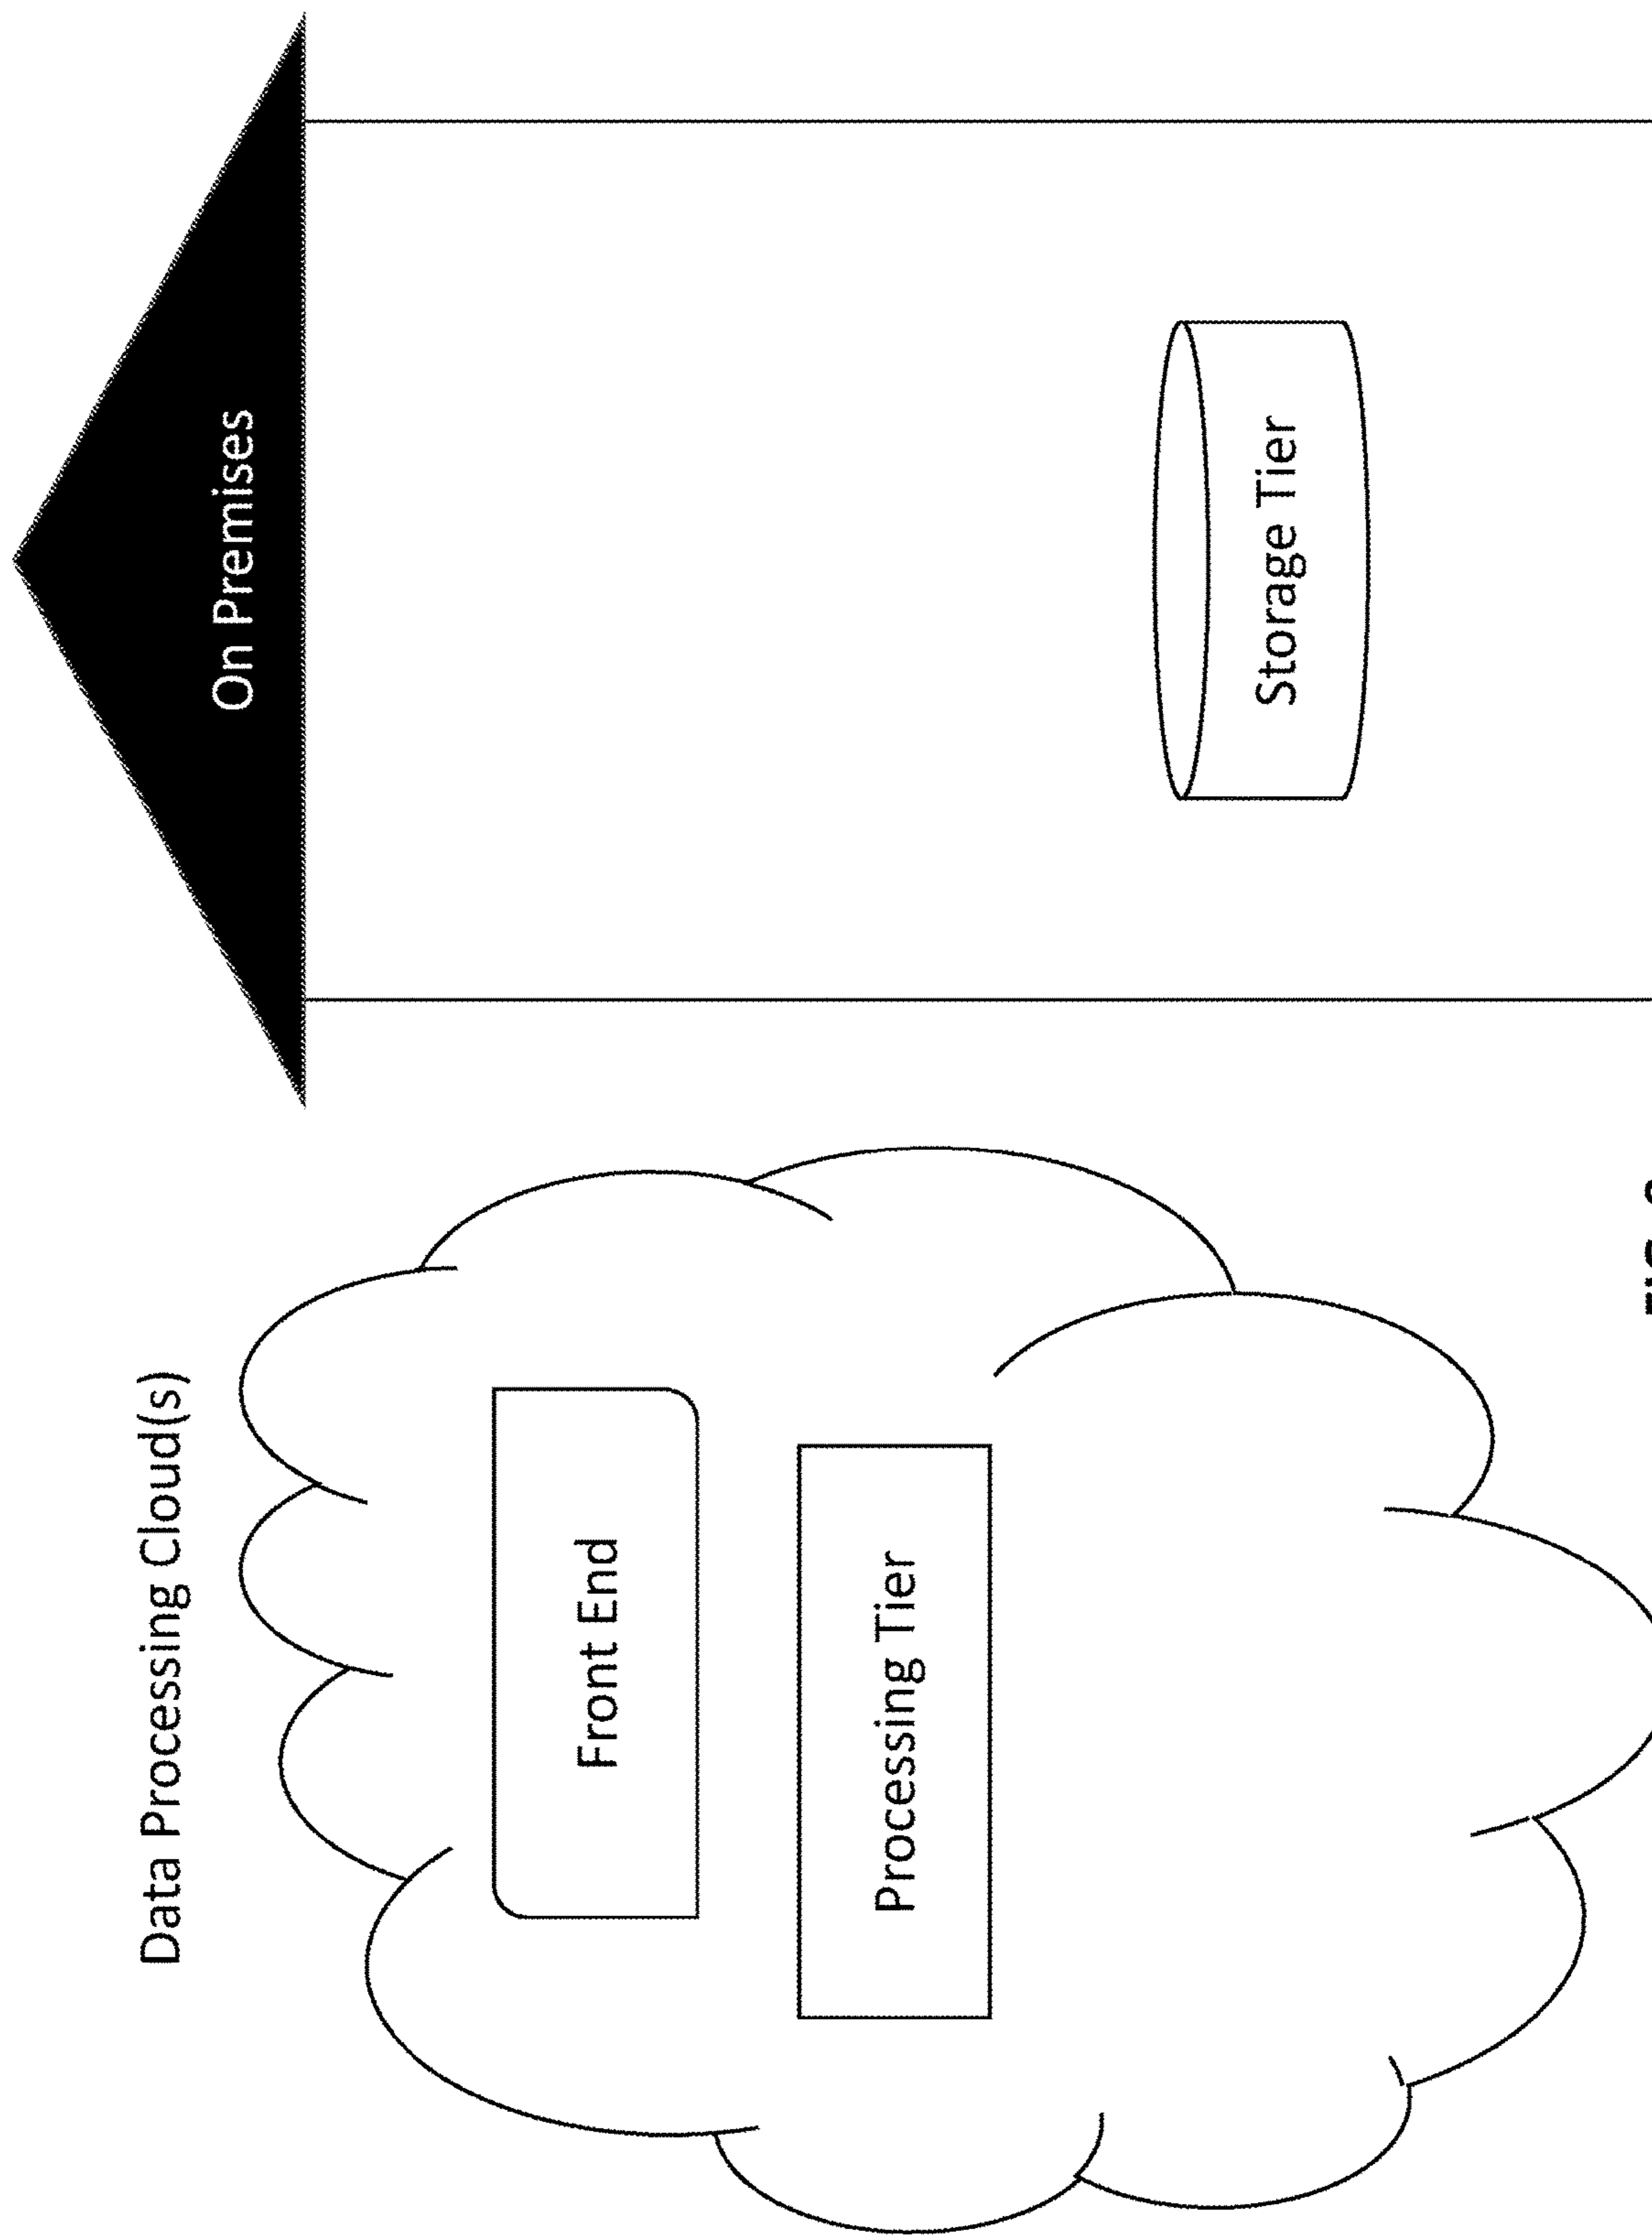 Data Processing Cloud(s)
Front End
Processing Tier
On Premises
Storage Tier